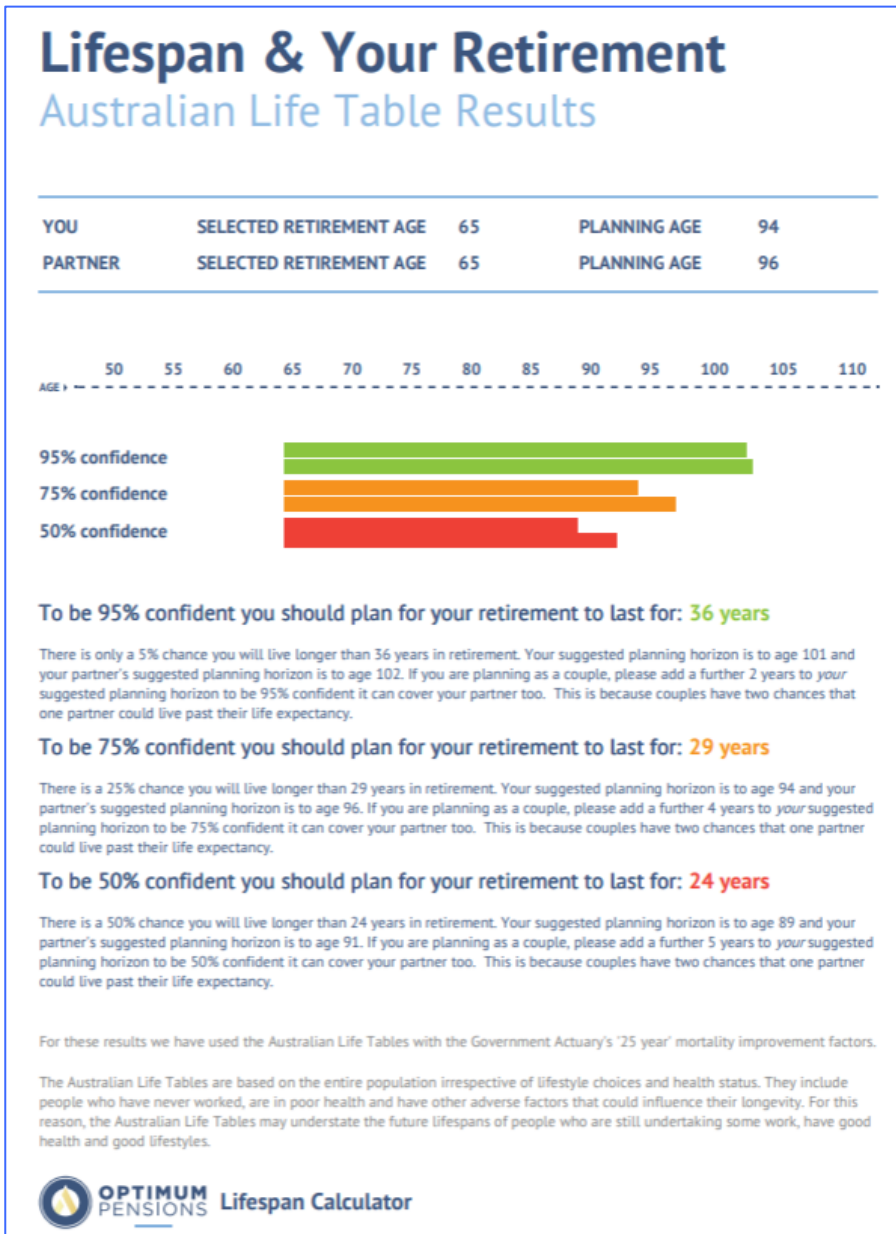 Lifespan & Your Retirement
Australian Life Table Results
YOU SELECTED RETIREMENT AGE 65 PLANNING AGE 94
PARTNER SELECTED RETIREMENT AGE 65 PLANNING AGE 96
50 55 60 65 70 75 80 85 90 95 100 105 110
AGE
95% confidence
75% confidence
50% confidence
To be 95% confident you should plan for your retirement to last for: 36 years
There is only a 5% chance you will live longer than 36 years in retirement. Your suggested planning horizon is to age 101 and
your partner's suggested planning horizon is to age 102. If you are planning as a couple, please add a further 2 years to your
suggested planning horizon to be 95% confident it can cover your partner too. This is because couples have two chances that
one partner could live past their life expectancy.
To be 75% confident you should plan for your retirement to last for: 29 years
There is a 25% chance you will live longer than 29 years in retirement. Your suggested planning horizon is to age 94 and your
partner's suggested planning horizon is to age 96. If you are planning as a couple, please add a further 4 years to your suggested
planning horizon to be 75% confident it can cover your partner too. This is because couples have two chances that one partner
could live past their life expectancy.
To be 50% confident you should plan for your retirement to last for: 24 years
There is a 50% chance you will live longer than 24 years in retirement. Your suggested planning horizon is to age 89 and your
partner's suggested planning horizon is to age 91. If you are planning as a couple, please add a further 5 years to your suggested
planning horizon to be 50% confident it can cover your partner too. This is because couples have two chances that one partner
could live past their life expectancy.
For these results we have used the Australian Life Tables with the Government Actuary's '25 year' mortality improvement factors.
The Australian Life Tables are based on the entire population irrespective of lifestyle choices and health status. They include
people who have never worked, are in poor health and have other adverse factors that could influence their longevity. For this
reason, the Australian Life Tables may understate the future lifespans of people who are still undertaking some work, have good
health and good lifestyles.
OPTIMUM
PENSIONS
Lifespan Calculator